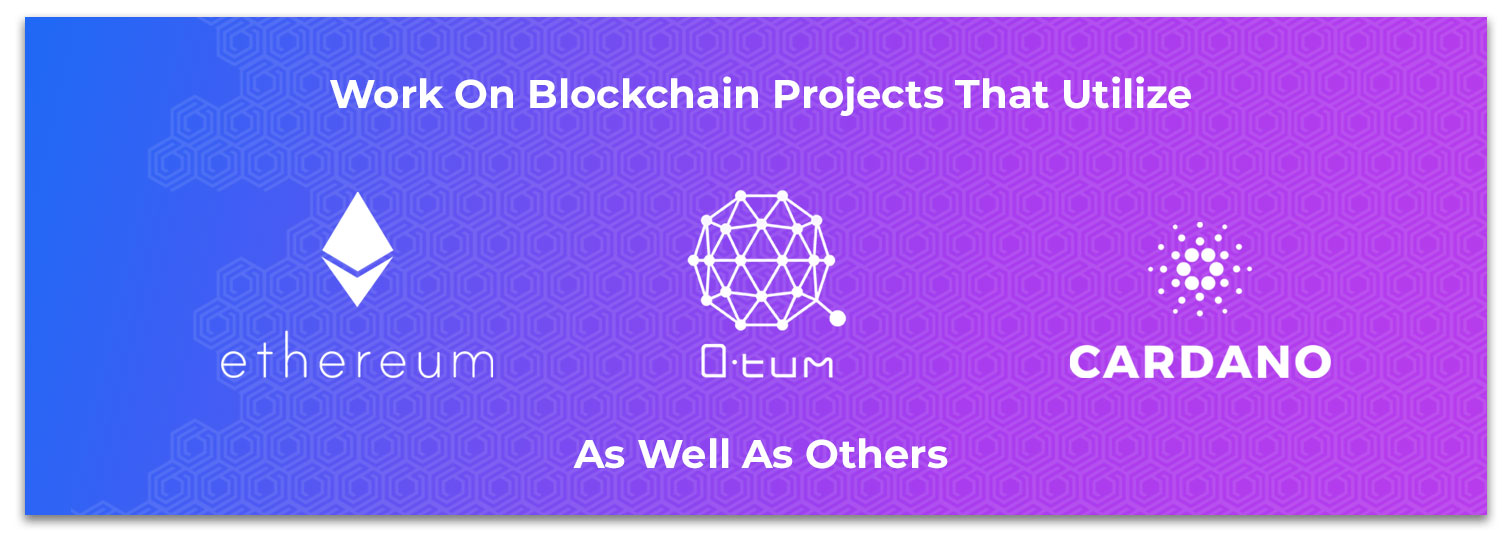 Work On Blockchain Projects That Utilize
ethereum
Q·tum
CARDANO
As Well As Others